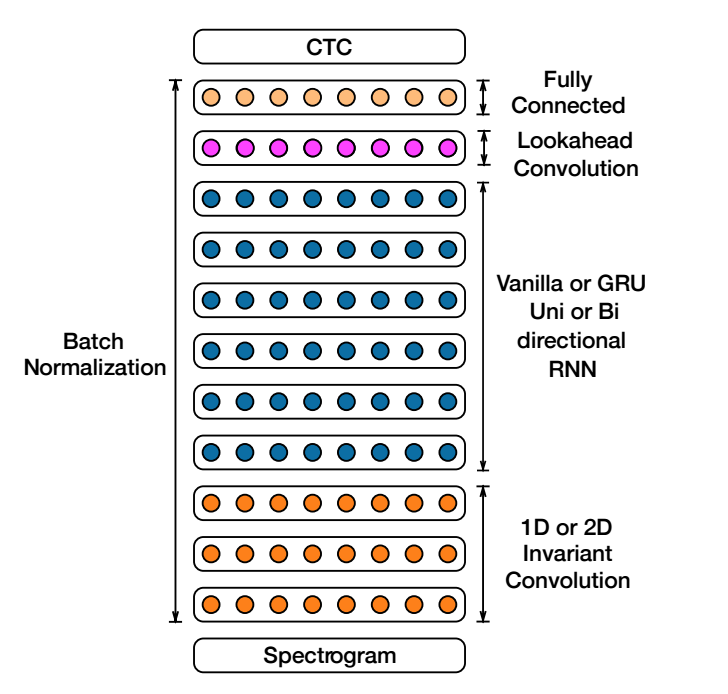 CTC
Fully
Connected
Lookahead
Convolution
Vanilla or GRU
Uni or Bi
directional
RNN
Batch
Normalization
1D or 2D
Invariant
Convolution
Spectrogram